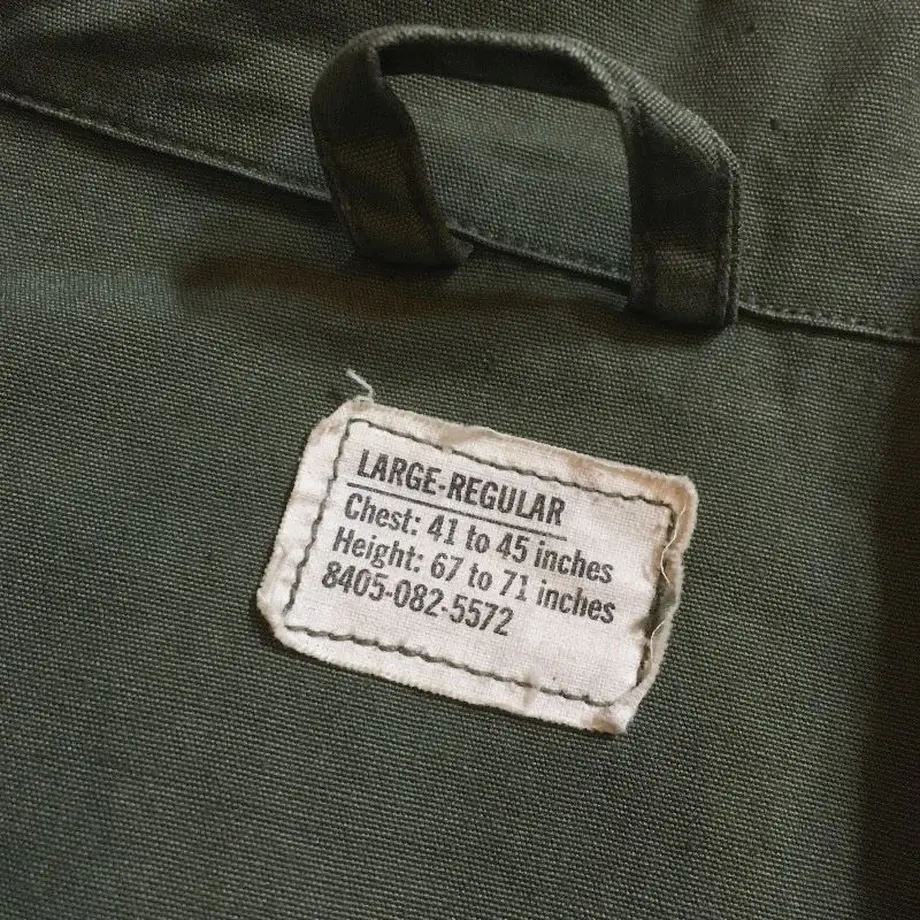 LARGE-REGULAR
Chest: 41 to 45 inches
Height: 67 to 71 inches
8405-082-5572